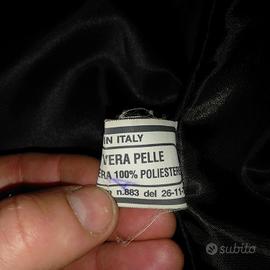 IN ITALY
VERA PELLE
ERA 100% POLIESTERE
n.883 del 26-11-
subito